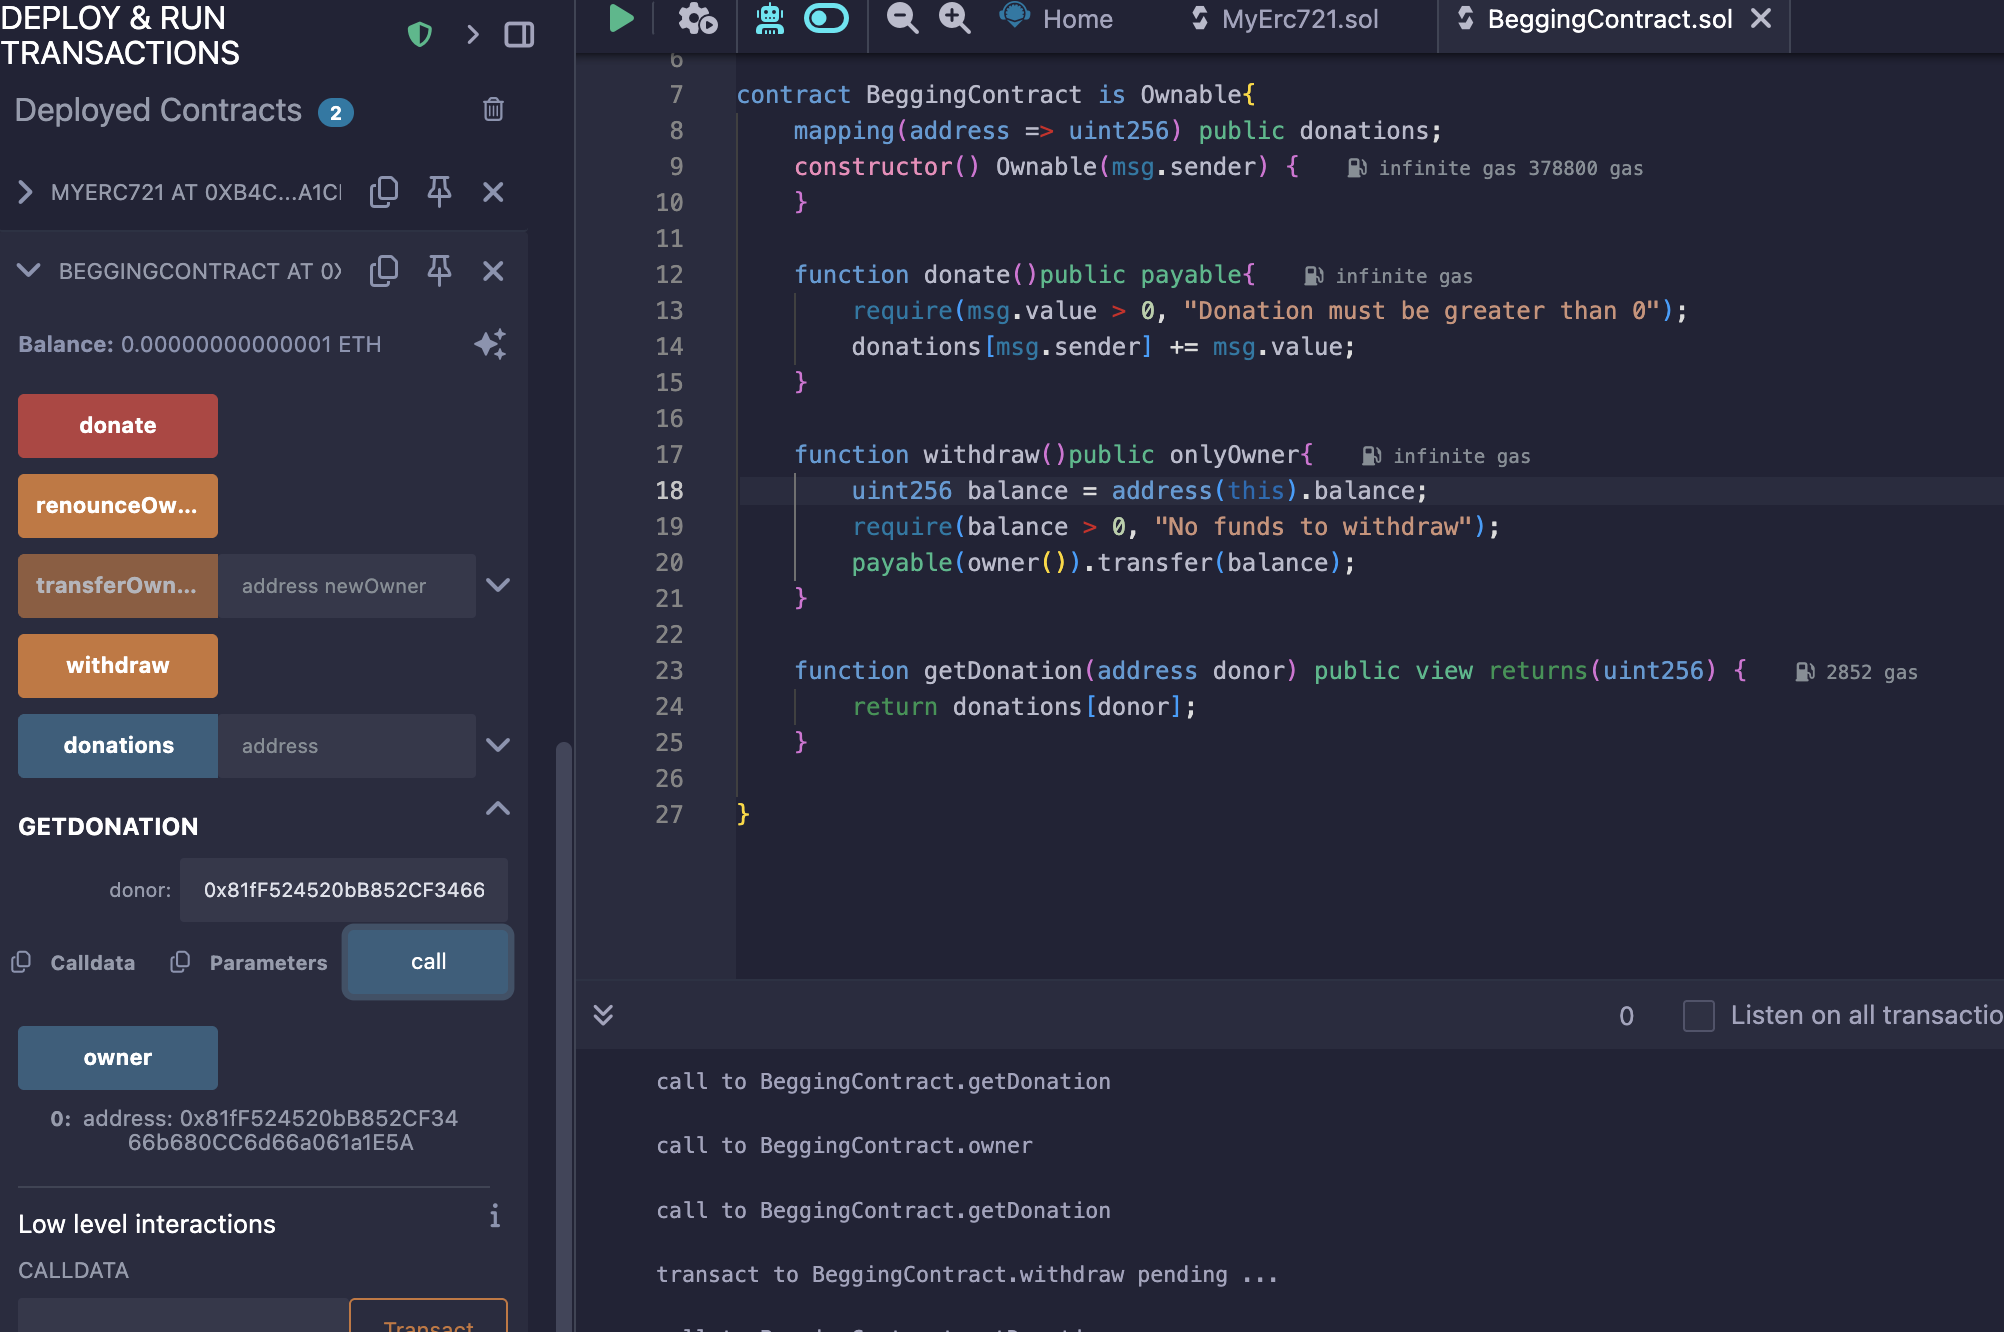 DEPLOY & RUN
TRANSACTIONS
Deployed Contracts 2
MYERC721 AT 0XB4C...A1C
BEGGINGCONTRACT AT 0X
Balance: 0.00000000000001 ETH
donate
renounceOw...
transferOwn... address newOwner
withdraw
donations address
GETDONATION
donor: 0x81fF524520bB852CF3466
Calldata Parameters call
owner
0: address: 0x81fF524520bB852CF34
66b680CC6d66a061a1E5A
Low level interactions i
CALLDATA
Transact
Home MyErc721.sol BeggingContract.sol
6
7 contract BeggingContract is Ownable{
8 mapping(address => uint256) public donations;
9 constructor() Ownable(msg.sender) { infinite gas 378800 gas
10 }
11
12 function donate()public payable{ infinite gas
13 require(msg.value > 0, "Donation must be greater than 0");
14 donations[msg.sender] += msg.value;
15 }
16
17 function withdraw()public onlyOwner{ infinite gas
18 uint256 balance = address(this).balance;
19 require(balance > 0, "No funds to withdraw");
20 payable(owner()).transfer(balance);
21 }
22
23 function getDonation(address donor) public view returns(uint256) { 2852 gas
24 return donations[donor];
25 }
26
27 }
0 Listen on all transactio
call to BeggingContract.getDonation
call to BeggingContract.owner
call to BeggingContract.getDonation
transact to BeggingContract.withdraw pending ...